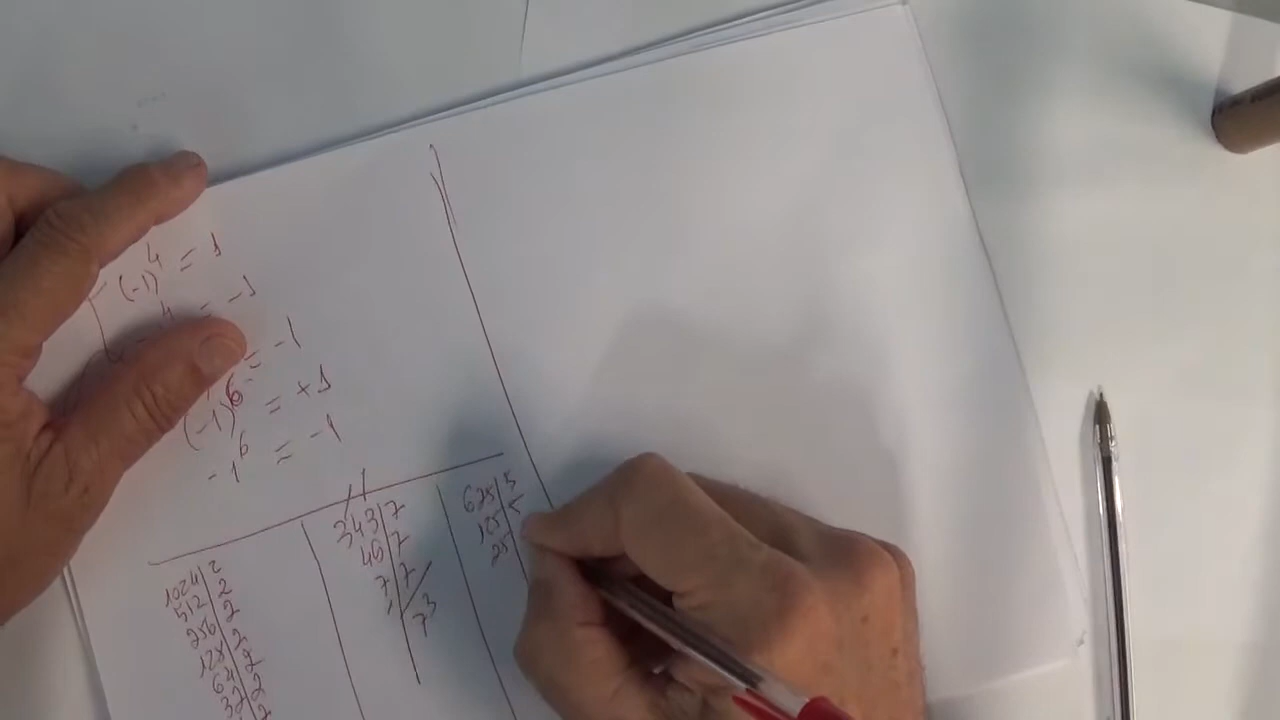 (-1)^4 = 1
4 = -1
= -1
(-1)^6 = +1
-1^6 = -1
1024 | 2
512 | 2
256 | 2
128 | 2
64 | 2
32 | 2
343 | 7
49 | 7
7 | 7
1 | 7^3
625 | 5
125 | 5
25